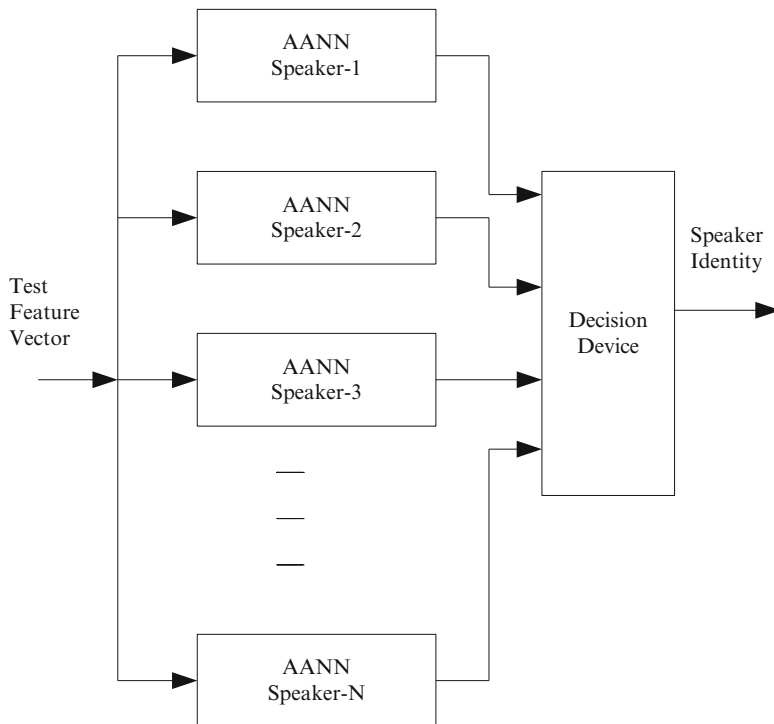 AANN
Speaker-1
AANN
Speaker-2
Test
Feature
Vector
AANN
Speaker-3
Decision
Device
Speaker
Identity
AANN
Speaker-N